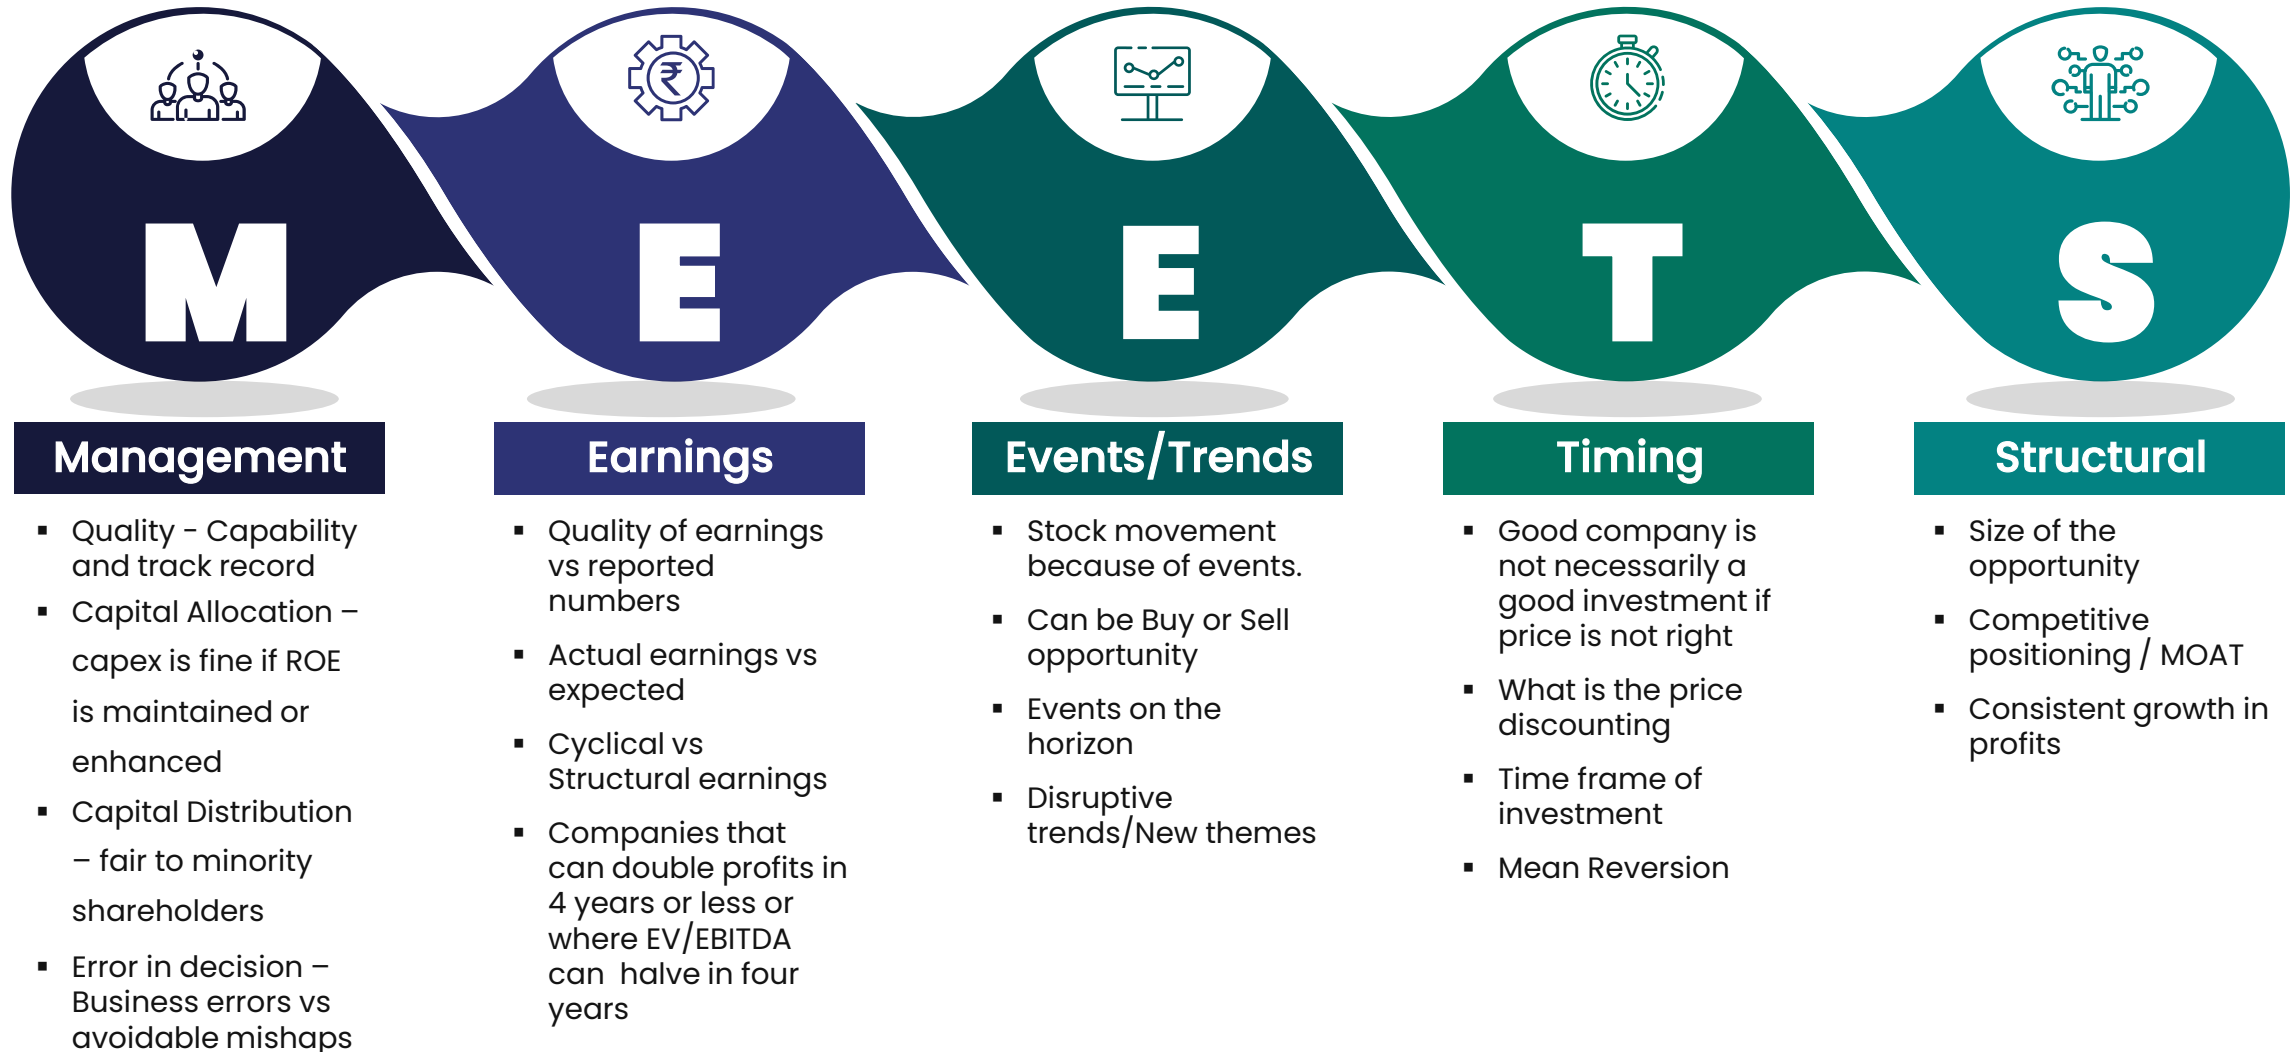 M
E
E
T
S
Management
▪ Quality - Capability
and track record
▪ Capital Allocation –
capex is fine if ROE
is maintained or
enhanced
▪ Capital Distribution
– fair to minority
shareholders
▪ Error in decision –
Business errors vs
avoidable mishaps
Earnings
▪ Quality of earnings
vs reported
numbers
▪ Actual earnings vs
expected
▪ Cyclical vs
Structural earnings
▪ Companies that
can double profits in
4 years or less or
where EV/EBITDA
can  halve in four
years
Events/Trends
▪ Stock movement
because of events.
▪ Can be Buy or Sell
opportunity
▪ Events on the
horizon
▪ Disruptive
trends/New themes
Timing
▪ Good company is
not necessarily a
good investment if
price is not right
▪ What is the price
discounting
▪ Time frame of
investment
▪ Mean Reversion
Structural
▪ Size of the
opportunity
▪ Competitive
positioning / MOAT
▪ Consistent growth in
profits